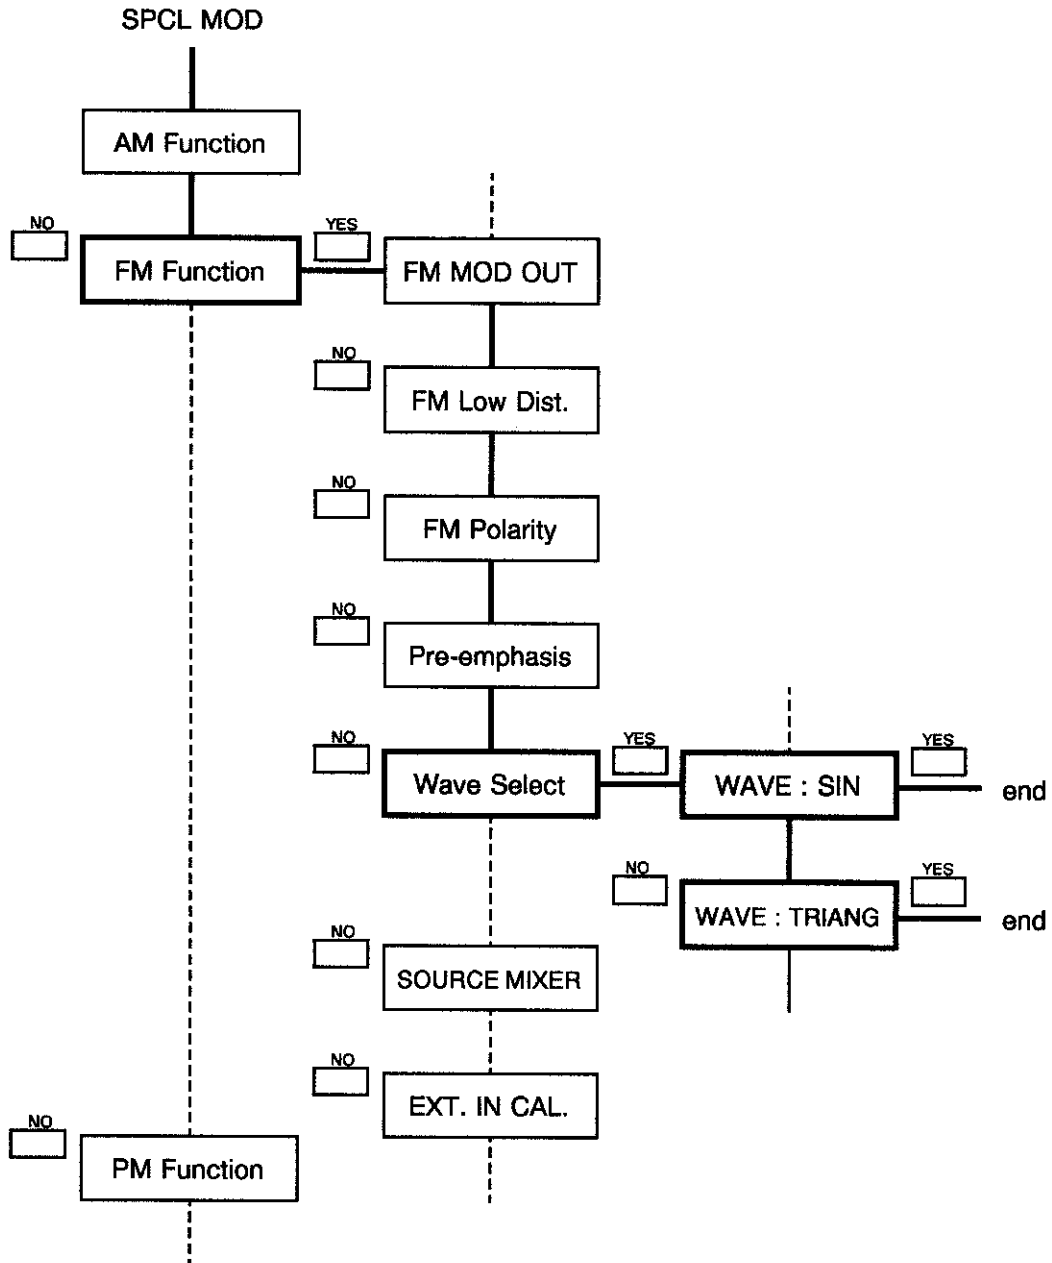 SPCL MOD
AM Function
NO
YES
FM Function
FM MOD OUT
NO
FM Low Dist.
NO
FM Polarity
NO
Pre-emphasis
NO
YES
YES
Wave Select
WAVE : SIN
end
NO
YES
WAVE : TRIANG
end
NO
SOURCE MIXER
NO
EXT. IN CAL.
NO
PM Function